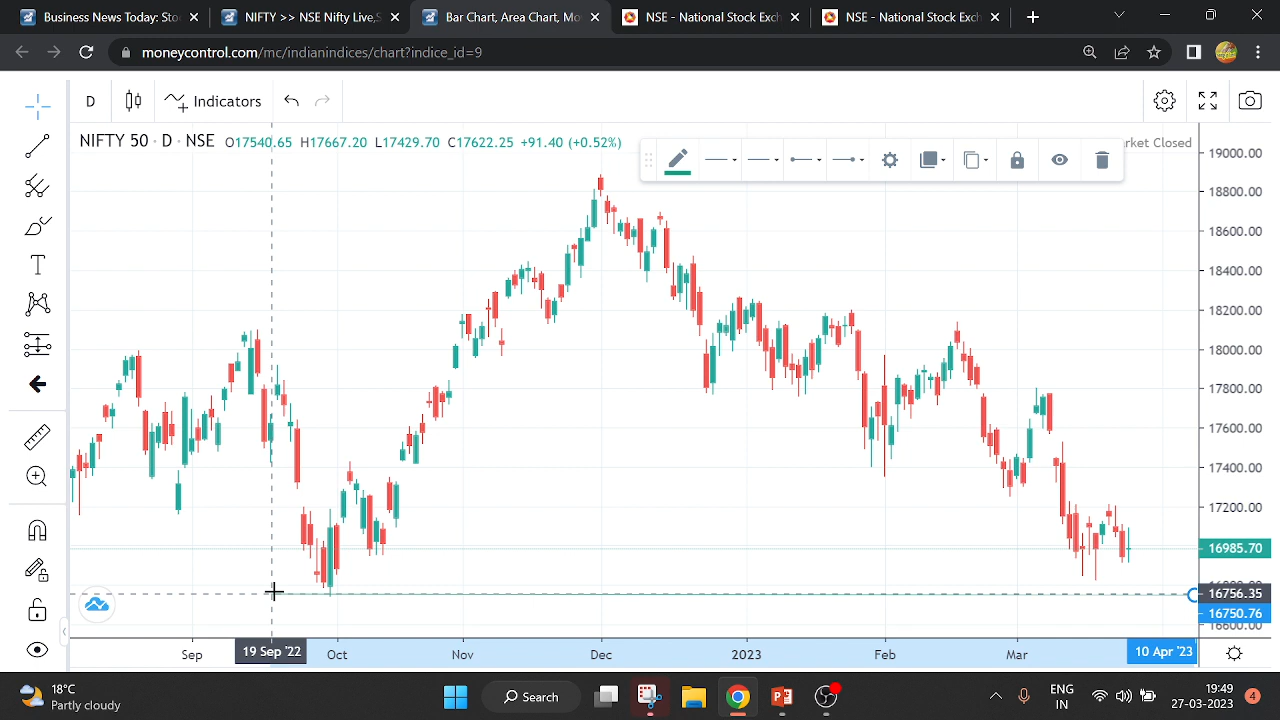 Business News Today: Sto
NIFTY >> NSE Nifty Live,S
Bar Chart, Area Chart, Mo
NSE - National Stock Exch
NSE - National Stock Exch
moneycontrol.com/mc/indianindices/chart?indice_id=9
D
Indicators
NIFTY 50 · D · NSE O17540.65 H17667.20 L17429.70 C17622.25 +91.40 (+0.52%)
rket Closed
19000.00
18800.00
18600.00
18400.00
18200.00
18000.00
17800.00
17600.00
17400.00
17200.00
16985.70
16756.35
16750.76
16600.00
Sep
19 Sep '22
Oct
Nov
Dec
2023
Feb
Mar
10 Apr '23
18°C
Partly cloudy
Search
ENG
IN
19:49
27-03-2023
4